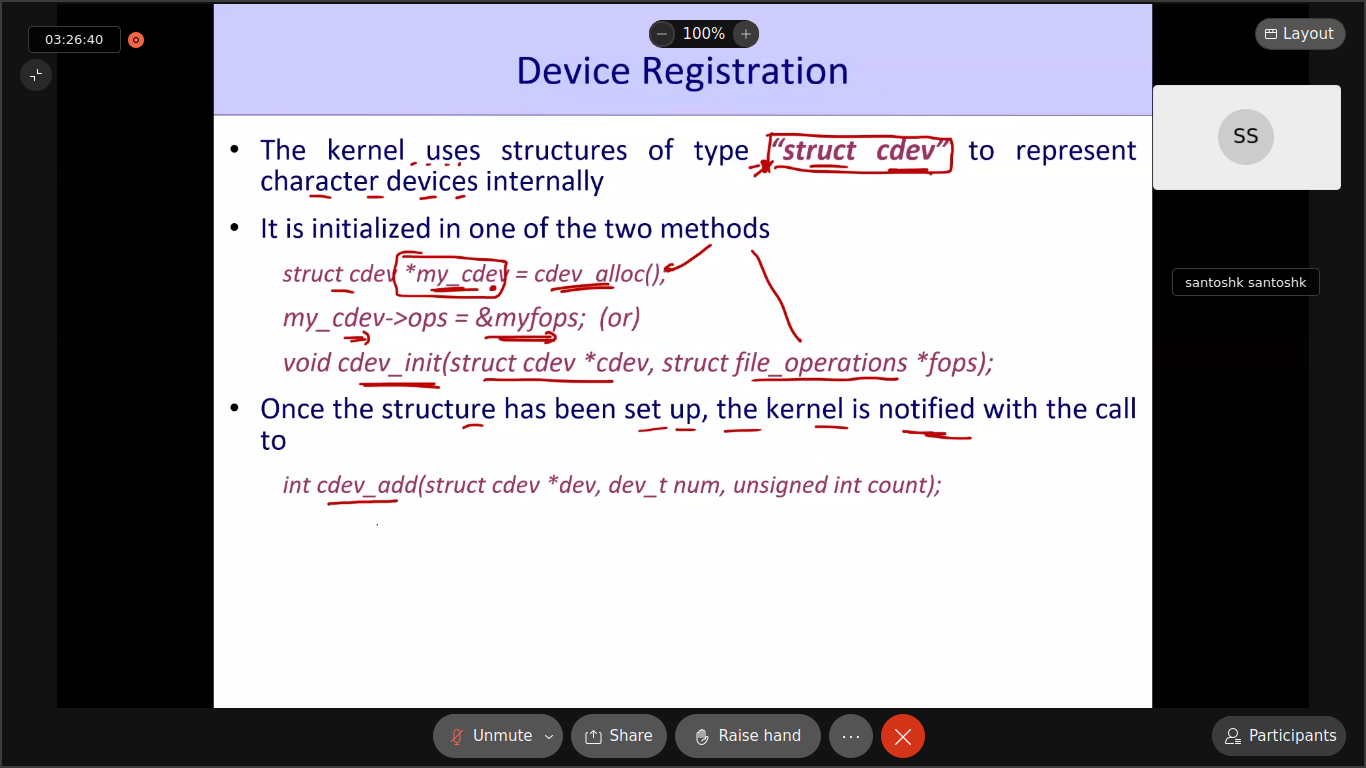 03:26:40
100%
Layout
Device Registration
SS
• The kernel uses structures of type “struct cdev” to represent
character devices internally
• It is initialized in one of the two methods
struct cdev *my_cdev = cdev_alloc();
santoshk santoshk
my_cdev->ops = &myfops; (or)
void cdev_init(struct cdev *cdev, struct file_operations *fops);
• Once the structure has been set up, the kernel is notified with the call
to
int cdev_add(struct cdev *dev, dev_t num, unsigned int count);
Unmute
Share
Raise hand
Participants